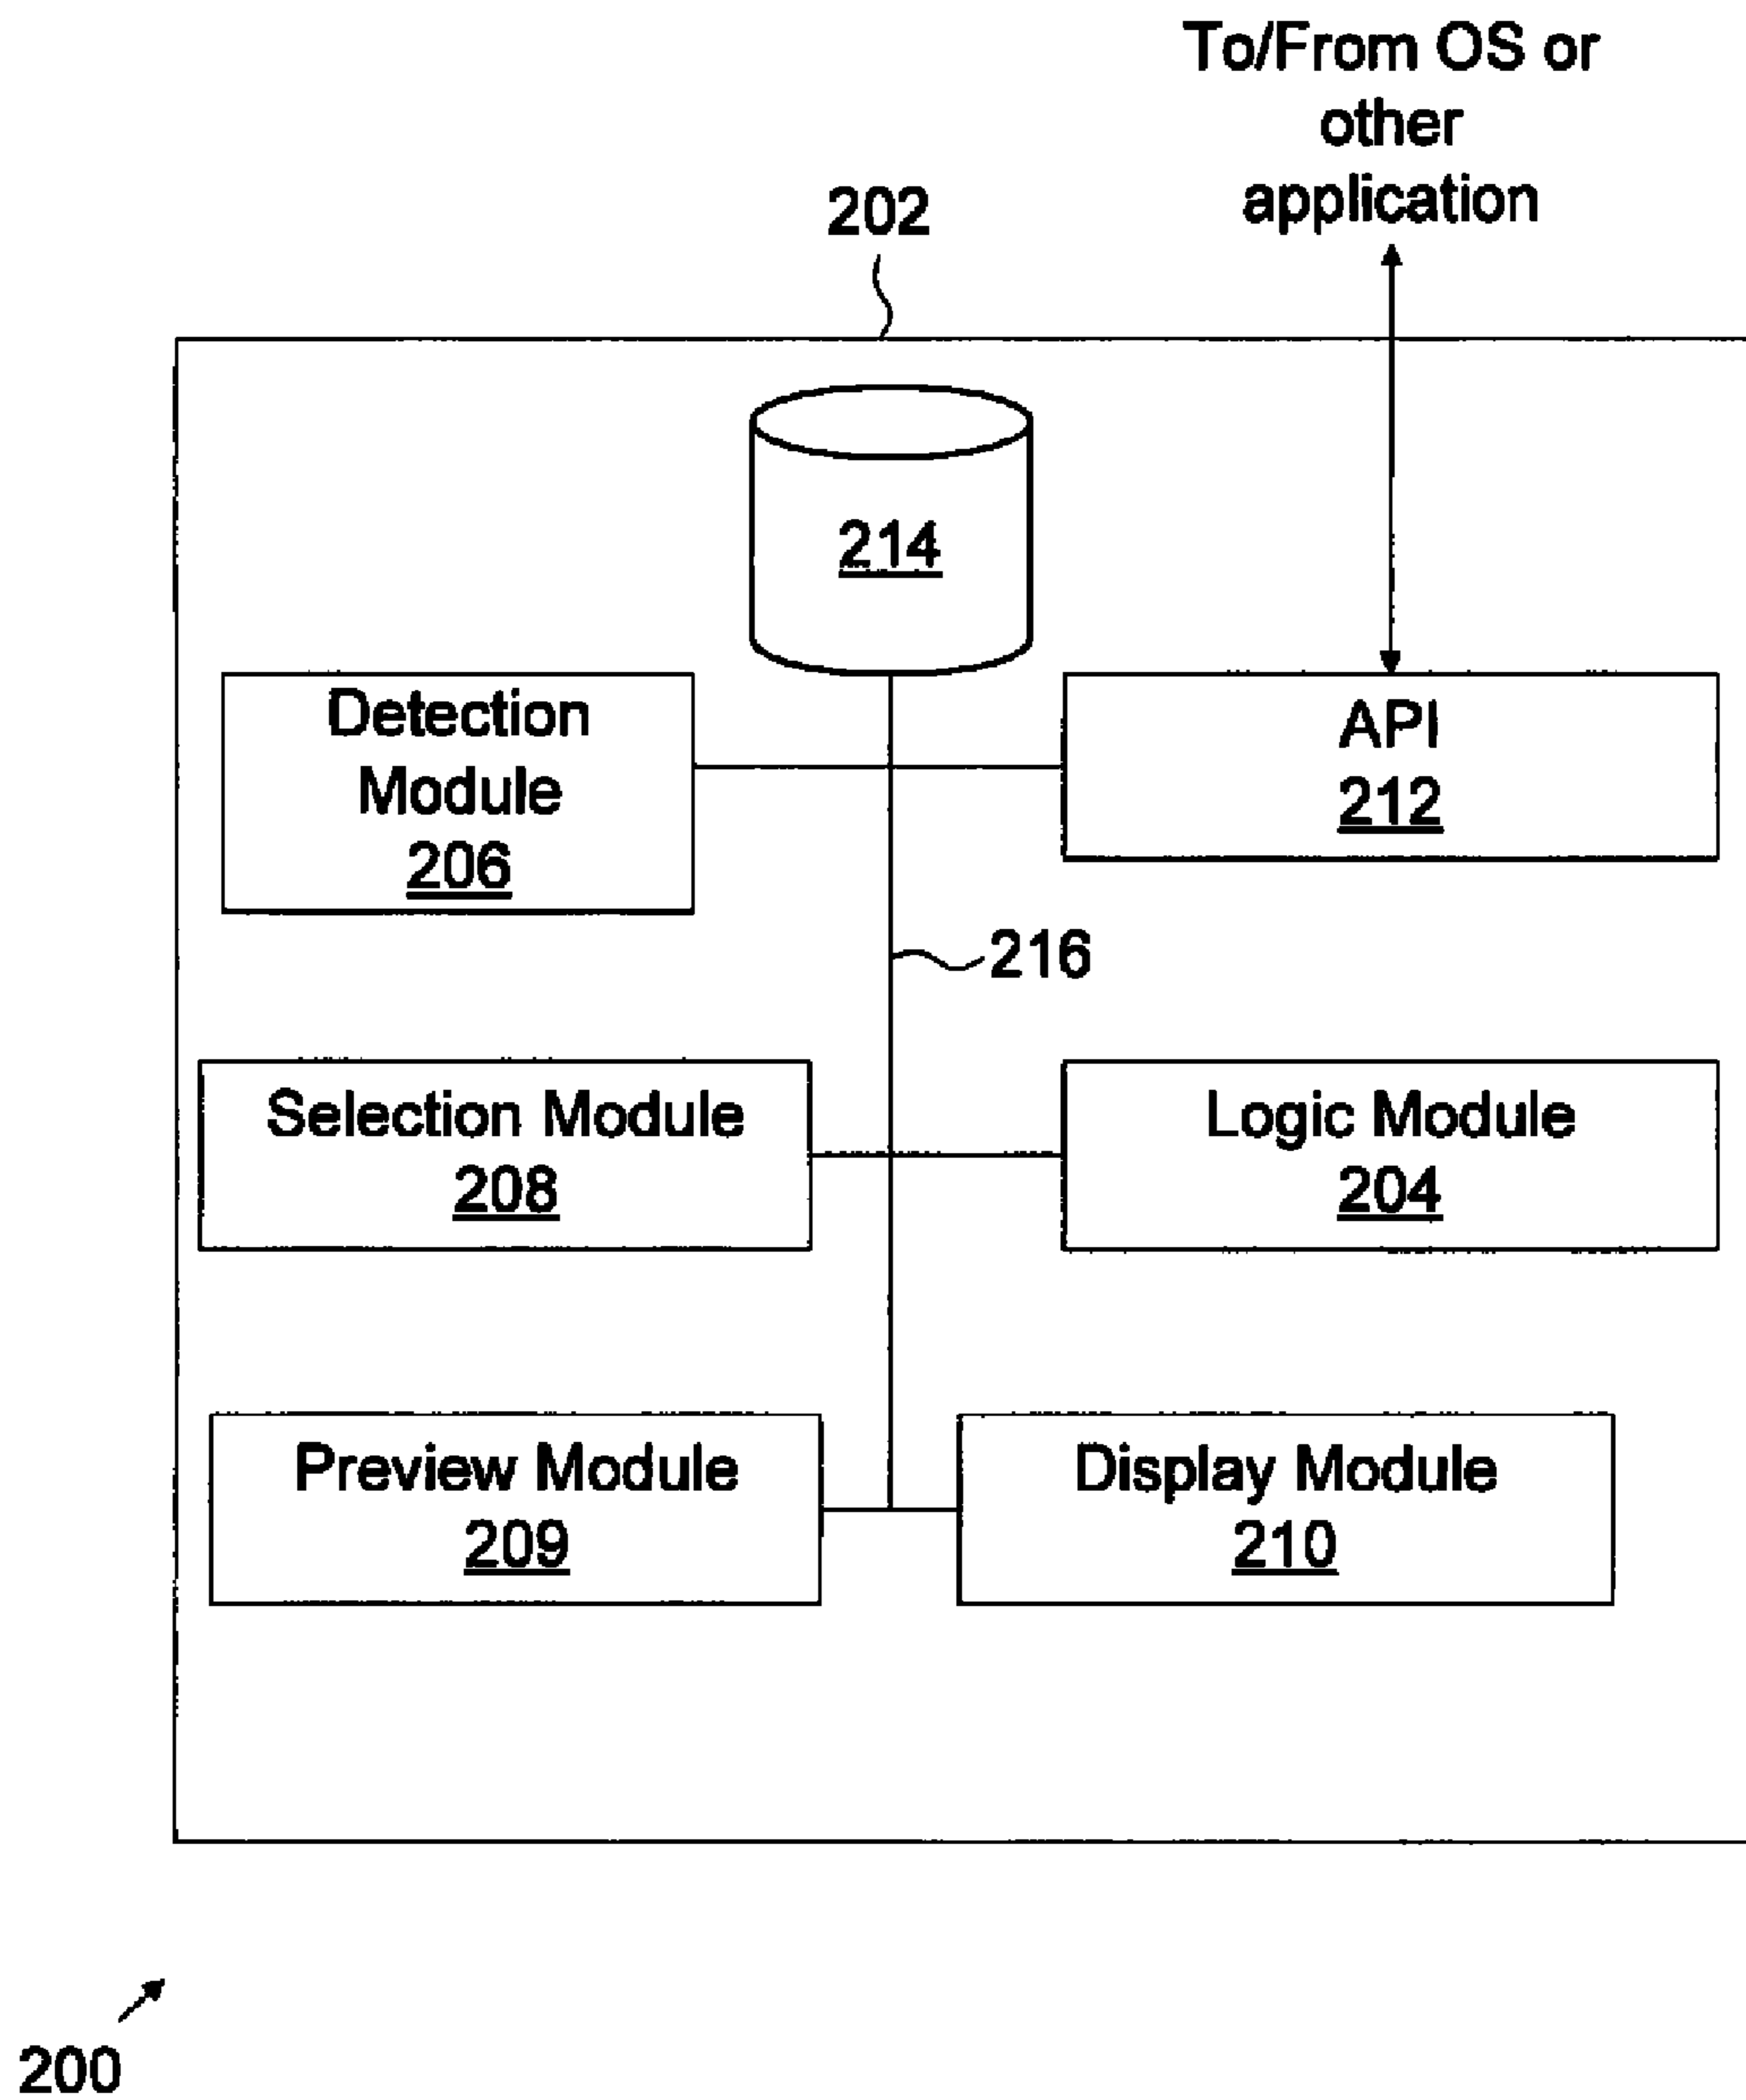 To/From OS or
other
application
202
214
Detection
Module
206
API
212
216
Selection Module
208
Logic Module
204
Preview Module
209
Display Module
210
200